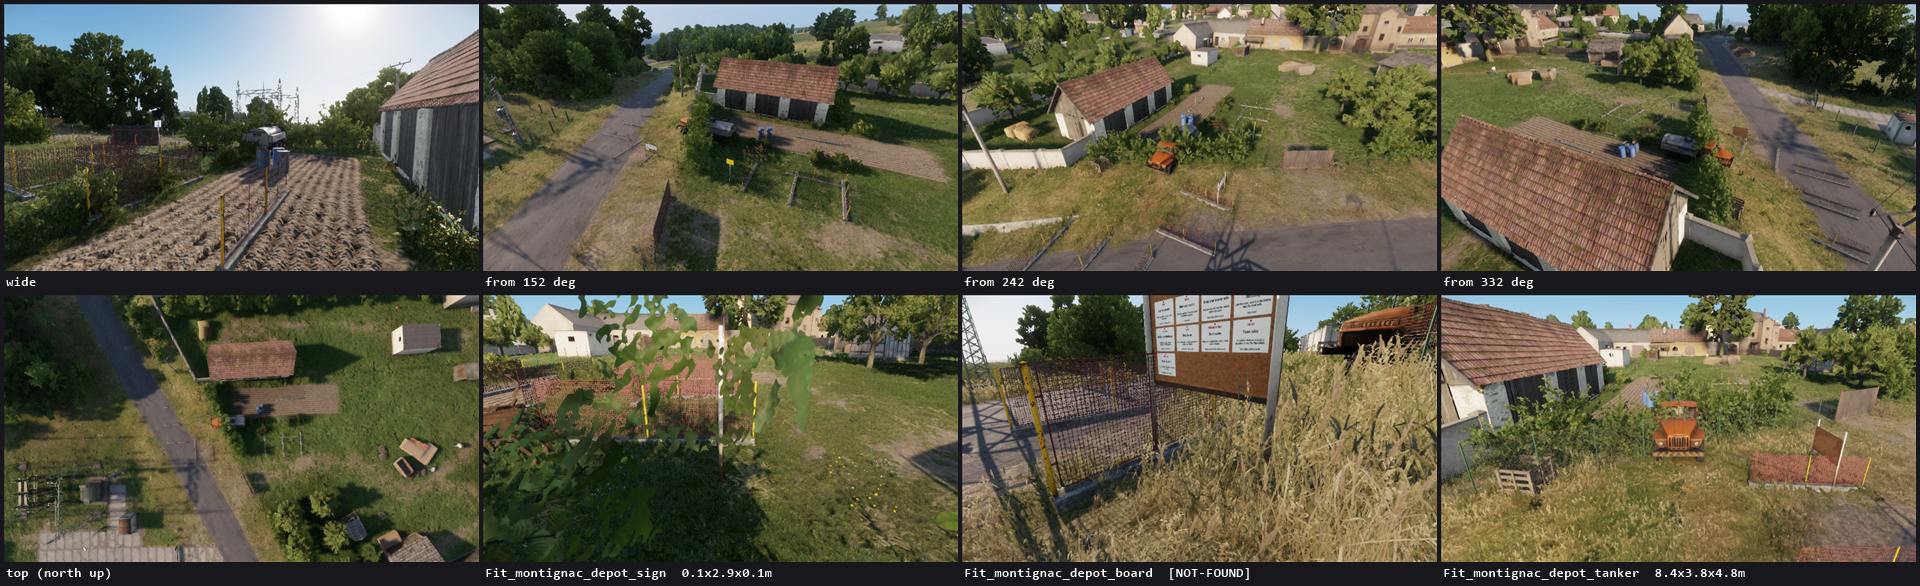 wide
from 152 deg
from 242 deg
from 332 deg
top (north up)
Fit_montignac_depot_sign  0.1x2.9x0.1m
Fit_montignac_depot_board  [NOT-FOUND]
Fit_montignac_depot_tanker  8.4x3.8x4.8m